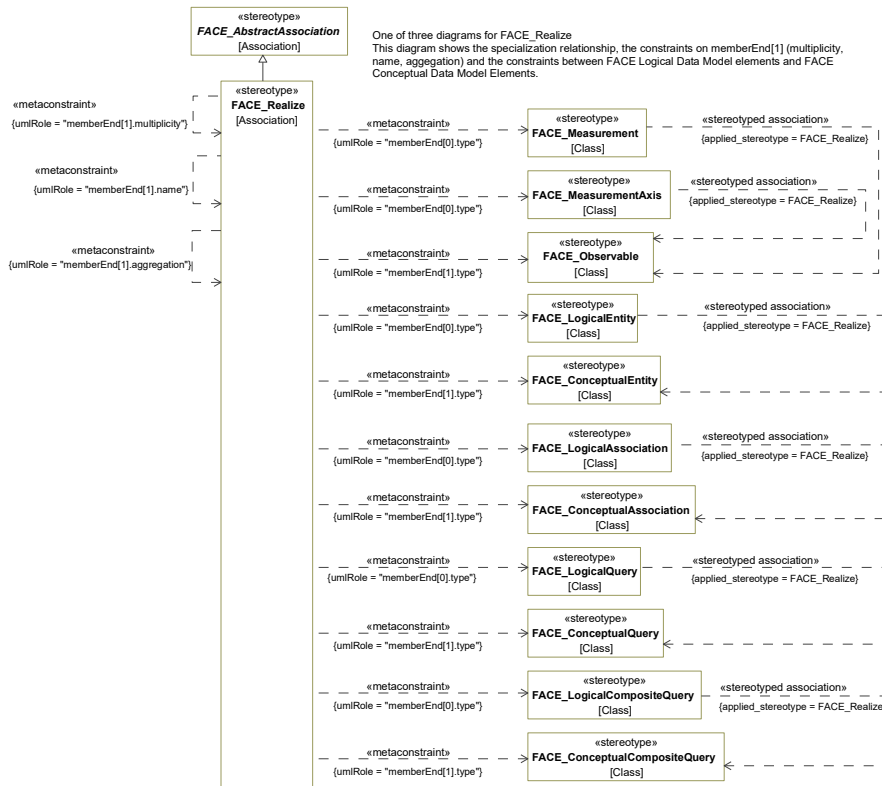 «stereotype»
FACE_AbstractAssociation
[Association]
One of three diagrams for FACE_Realize
This diagram shows the specialization relationship, the constraints on memberEnd[1] (multiplicity,
name, aggegation) and the constraints between FACE Logical Data Model elements and FACE
Conceptual Data Model Elements.
«stereotype»
FACE_Realize
[Association]
«metaconstraint»
{umlRole = "memberEnd[1].multiplicity"}
«metaconstraint»
{umlRole = "memberEnd[1].name"}
«metaconstraint»
{umlRole = "memberEnd[1].aggregation"}
«metaconstraint»
{umlRole = "memberEnd[0].type"}
«stereotype»
FACE_Measurement
[Class]
«stereotyped association»
{applied_stereotype = FACE_Realize}
«metaconstraint»
{umlRole = "memberEnd[0].type"}
«stereotype»
FACE_MeasurementAxis
[Class]
«stereotyped association»
{applied_stereotype = FACE_Realize}
«metaconstraint»
{umlRole = "memberEnd[1].type"}
«stereotype»
FACE_Observable
[Class]
«metaconstraint»
{umlRole = "memberEnd[0].type"}
«stereotype»
FACE_LogicalEntity
[Class]
«stereotyped association»
{applied_stereotype = FACE_Realize}
«metaconstraint»
{umlRole = "memberEnd[1].type"}
«stereotype»
FACE_ConceptualEntity
[Class]
«metaconstraint»
{umlRole = "memberEnd[0].type"}
«stereotype»
FACE_LogicalAssociation
[Class]
«stereotyped association»
{applied_stereotype = FACE_Realize}
«metaconstraint»
{umlRole = "memberEnd[1].type"}
«stereotype»
FACE_ConceptualAssociation
[Class]
«metaconstraint»
{umlRole = "memberEnd[0].type"}
«stereotype»
FACE_LogicalQuery
[Class]
«stereotyped association»
{applied_stereotype = FACE_Realize}
«metaconstraint»
{umlRole = "memberEnd[1].type"}
«stereotype»
FACE_ConceptualQuery
[Class]
«metaconstraint»
{umlRole = "memberEnd[0].type"}
«stereotype»
FACE_LogicalCompositeQuery
[Class]
«stereotyped association»
{applied_stereotype = FACE_Realize
«metaconstraint»
{umlRole = "memberEnd[1].type"}
«stereotype»
FACE_ConceptualCompositeQuery
[Class]